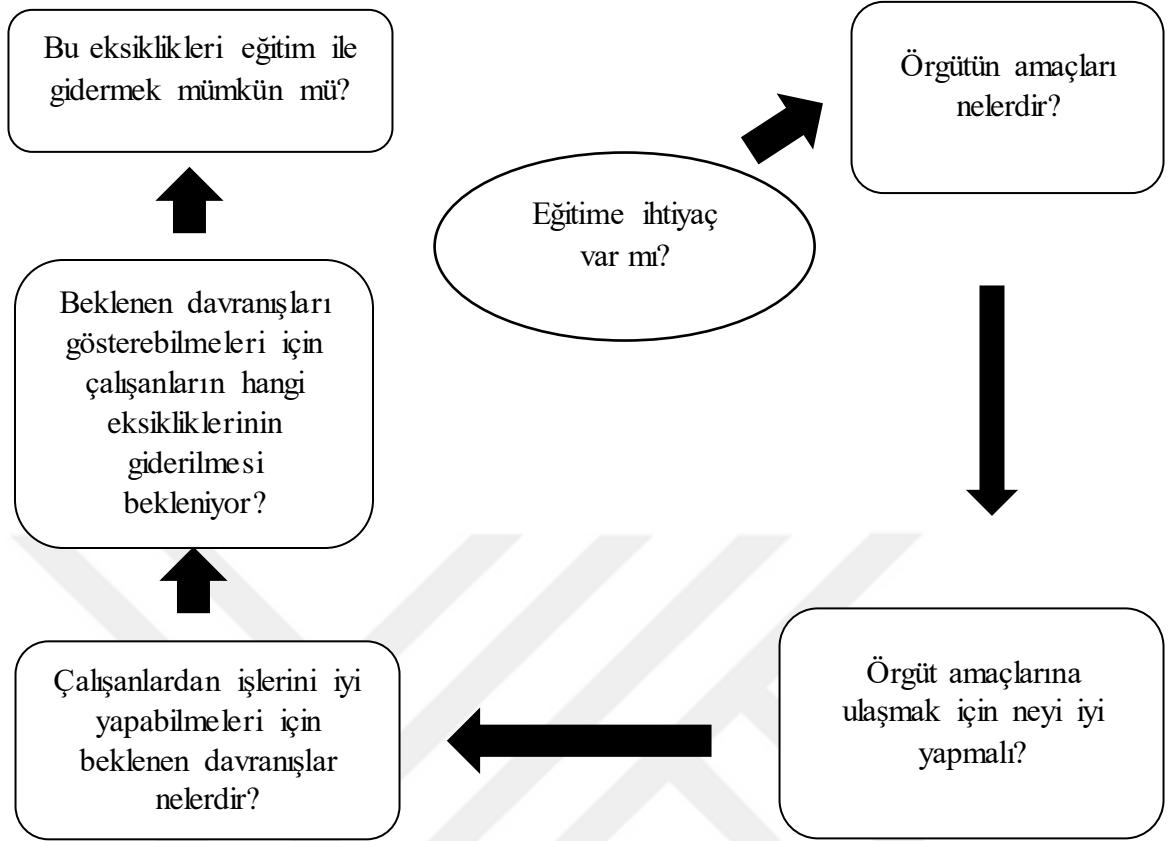 Bu eksiklikleri eğitim ile
gidermek mümkün mü?
Örgütün amaçları
nelerdir?
Eğitime ihtiyaç
var mı?
Beklenen davranışları
gösterebilmeleri için
çalışanların hangi
eksikliklerinin
giderilmesi
bekleniyor?
Çalışanlardan işlerini iyi
yapabilmeleri için
beklenen davranışlar
nelerdir?
Örgüt amaçlarına
ulaşmak için neyi iyi
yapmalı?